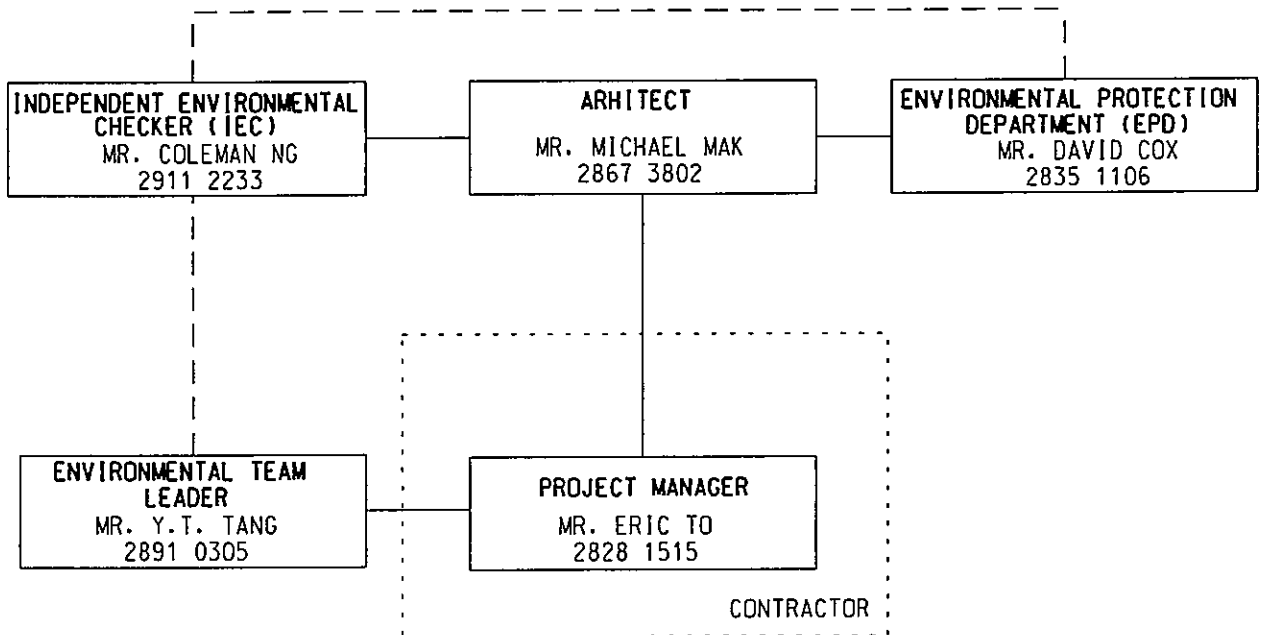 INDEPENDENT ENVIRONMENTAL
CHECKER (IEC)
MR. COLEMAN NG
2911 2233
ARHITECT
MR. MICHAEL MAK
2867 3802
ENVIRONMENTAL PROTECTION
DEPARTMENT (EPD)
MR. DAVID COX
2835 1106
ENVIRONMENTAL TEAM
LEADER
MR. Y.T. TANG
2891 0305
PROJECT MANAGER
MR. ERIC TO
2828 1515
CONTRACTOR